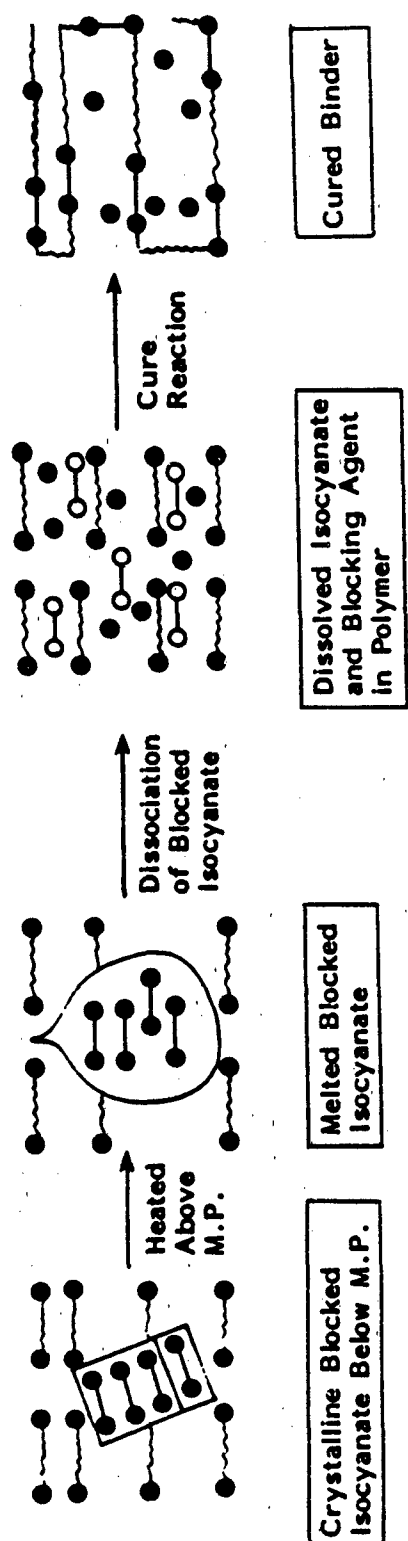 Heated
Above
M.P.
Dissociation
of Blocked
Isocyanate
Cure
Reaction
Crystalline Blocked
Isocyanate Below M.P.
Melted Blocked
Isocyanate
Dissolved Isocyanate
and Blocking Agent
in Polymer
Cured Binder